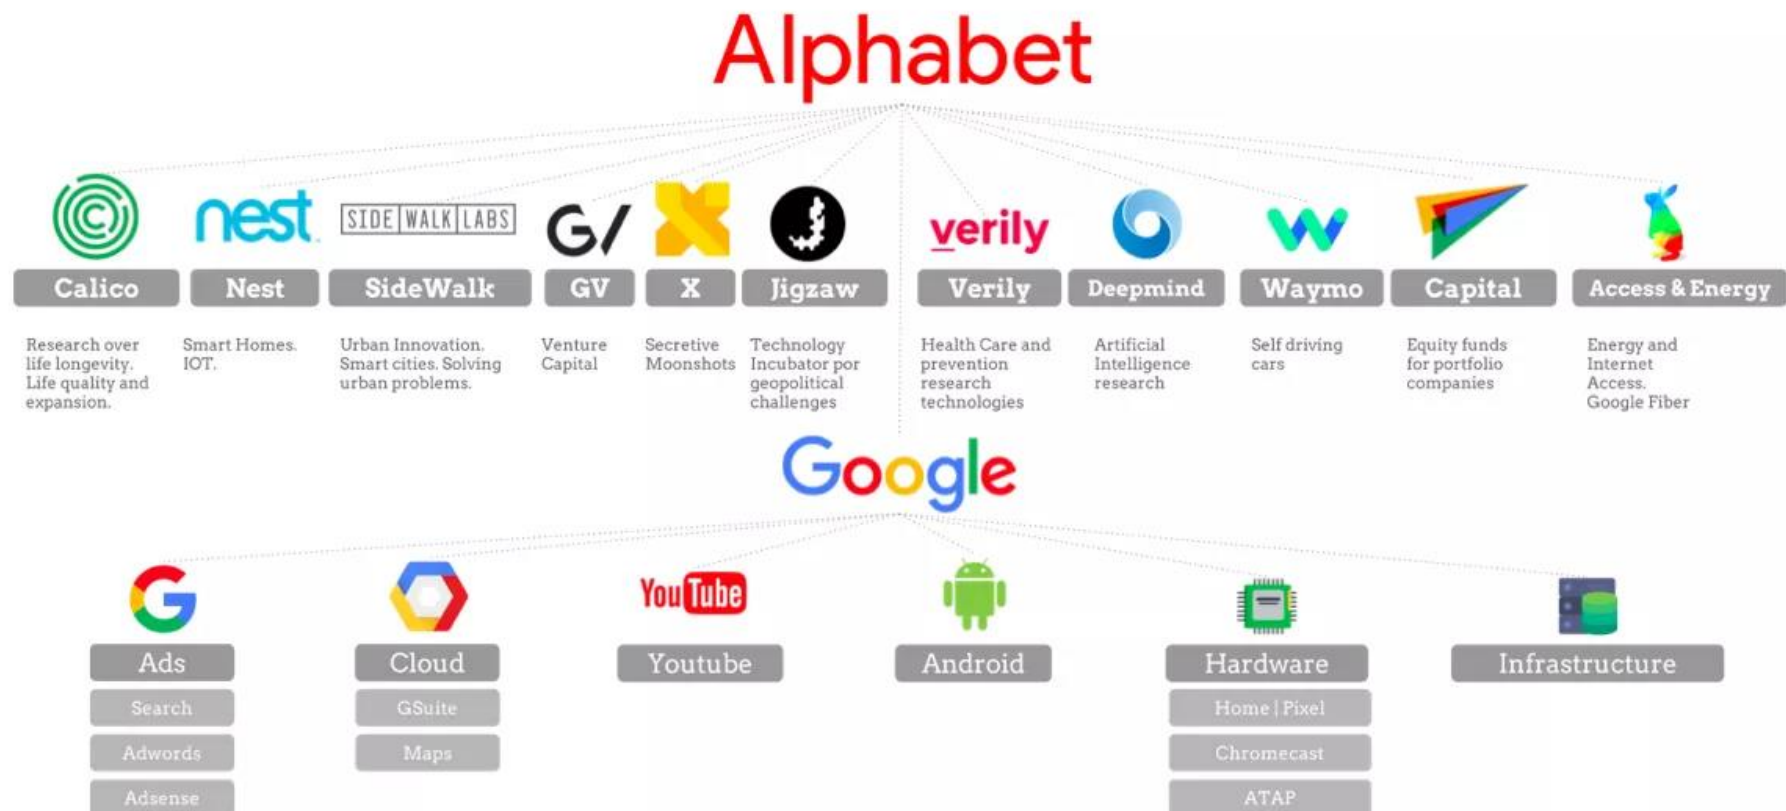 Alphabet
nest
SIDE WALK LABS
G/
verily
Calico
Nest
SideWalk
GV
X
Jigzaw
Verily
Deepmind
Waymo
Capital
Access & Energy
Research over
life longevity.
Life quality and
expansion.
Smart Homes.
IOT.
Urban Innovation.
Smart cities. Solving
urban problems.
Venture
Capital
Secretive
Moonshots
Technology
Incubator por
geopolitical
challenges
Health Care and
prevention
research
technologies
Artificial
Intelligence
research
Self driving
cars
Equity funds
for portfolio
companies
Energy and
Internet
Access.
Google Fiber
Google
G
YouTube
Ads
Cloud
Youtube
Android
Hardware
Infrastructure
Search
GSuite
Home | Pixel
Adwords
Maps
Chromecast
Adsense
ATAP